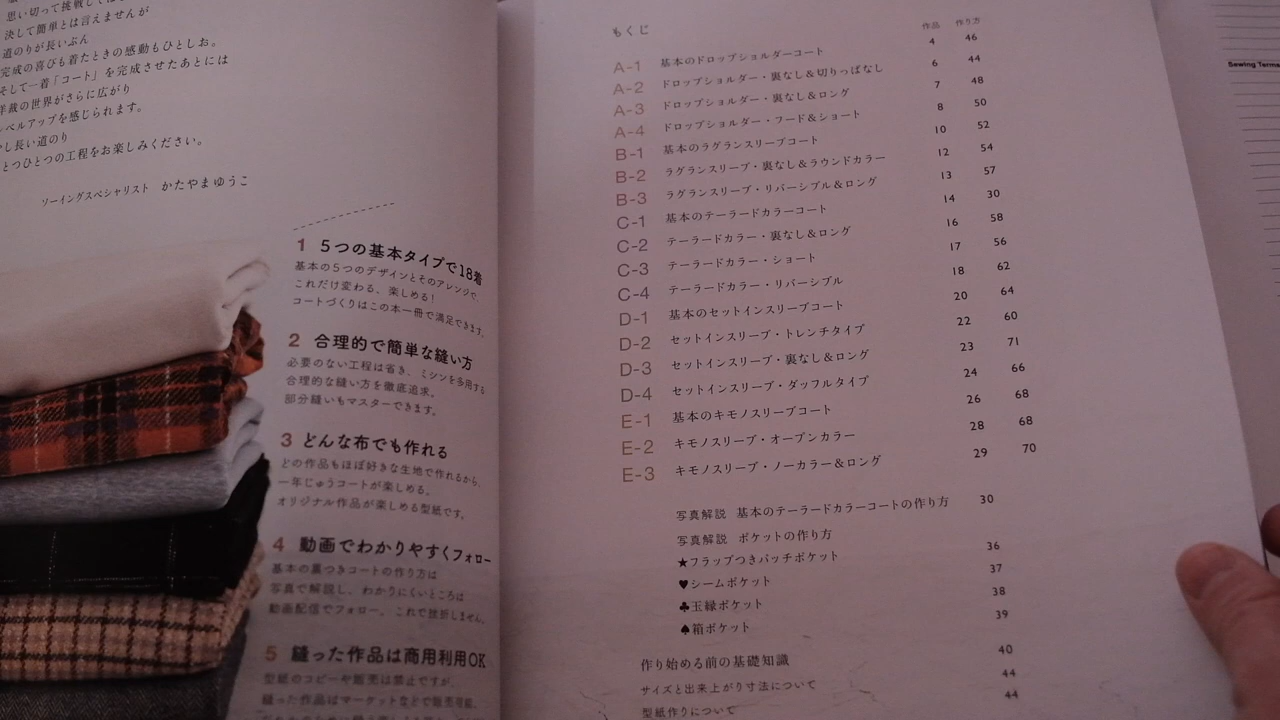 思い切って挑戦して
決して簡単とは言えませんが
道のりが長いぶん
完成の喜びも着たときの感動もひとしお。
そして一着「コート」を完成させたあとには
洋裁の世界がさらに広がり
レベルアップを感じられます。
し長い道のり
とつひとつの工程をお楽しみください。
ソーイングスペシャリスト かたやまゆうこ
1 5つの基本タイプで18着
基本の5つのデザインとそのアレンジで、
これだけ変わる、楽しめる!
コートづくりはこの本一冊で満足できます。
2 合理的で簡単な縫い方
必要のない工程は省き、ミシンを多用する
合理的な縫い方を徹底追求。
部分縫いもマスターできます。
3 どんな布でも作れる
どの作品もほぼ好きな生地で作れるから、
一年じゅうコートが楽しめる。
オリジナル作品が楽しめる型紙です。
4 動画でわかりやすくフォロー
基本の裏つきコートの作り方は
写真で解説し、わかりにくいところは
動画配信でフォロー。これで挫折しません。
5 縫った作品は商用利用OK
型紙のコピーや販売は禁止ですが、
縫った作品はマーケットなどで販売可能。
もくじ 作品 作り方
A-1 基本のドロップショルダーコート 4 46
A-2 ドロップショルダー・裏なし&切りっぱなし 6 44
A-3 ドロップショルダー・裏なし&ロング 7 48
A-4 ドロップショルダー・フード&ショート 8 50
B-1 基本のラグランスリーブコート 10 52
B-2 ラグランスリーブ・裏なし&ラウンドカラー 12 54
B-3 ラグランスリーブ・リバーシブル&ロング 13 57
C-1 基本のテーラードカラーコート 14 30
C-2 テーラードカラー・裏なし&ロング 16 58
C-3 テーラードカラー・ショート 17 56
C-4 テーラードカラー・リバーシブル 18 62
D-1 基本のセットインスリーブコート 20 64
D-2 セットインスリーブ・トレンチタイプ 22 60
D-3 セットインスリーブ・裏なし&ロング 23 71
D-4 セットインスリーブ・ダッフルタイプ 24 66
E-1 基本のキモノスリーブコート 26 68
E-2 キモノスリーブ・オープンカラー 28 68
E-3 キモノスリーブ・ノーカラー&ロング 29 70
写真解説 基本のテーラードカラーコートの作り方 30
写真解説 ポケットの作り方
★フラップつきパッチポケット 36
♥シームポケット 37
♣玉縁ポケット 38
♠箱ポケット 39
作り始める前の基礎知識 40
サイズと出来上がり寸法について 44
型紙作りについて 44
Sewing Terms